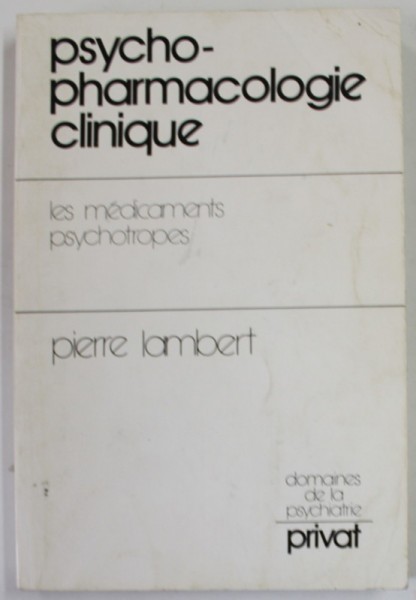 psycho-
pharmacologie
clinique
les médicaments
psychotropes
pierre lambert
domaines
de la
psychiatrie
privat